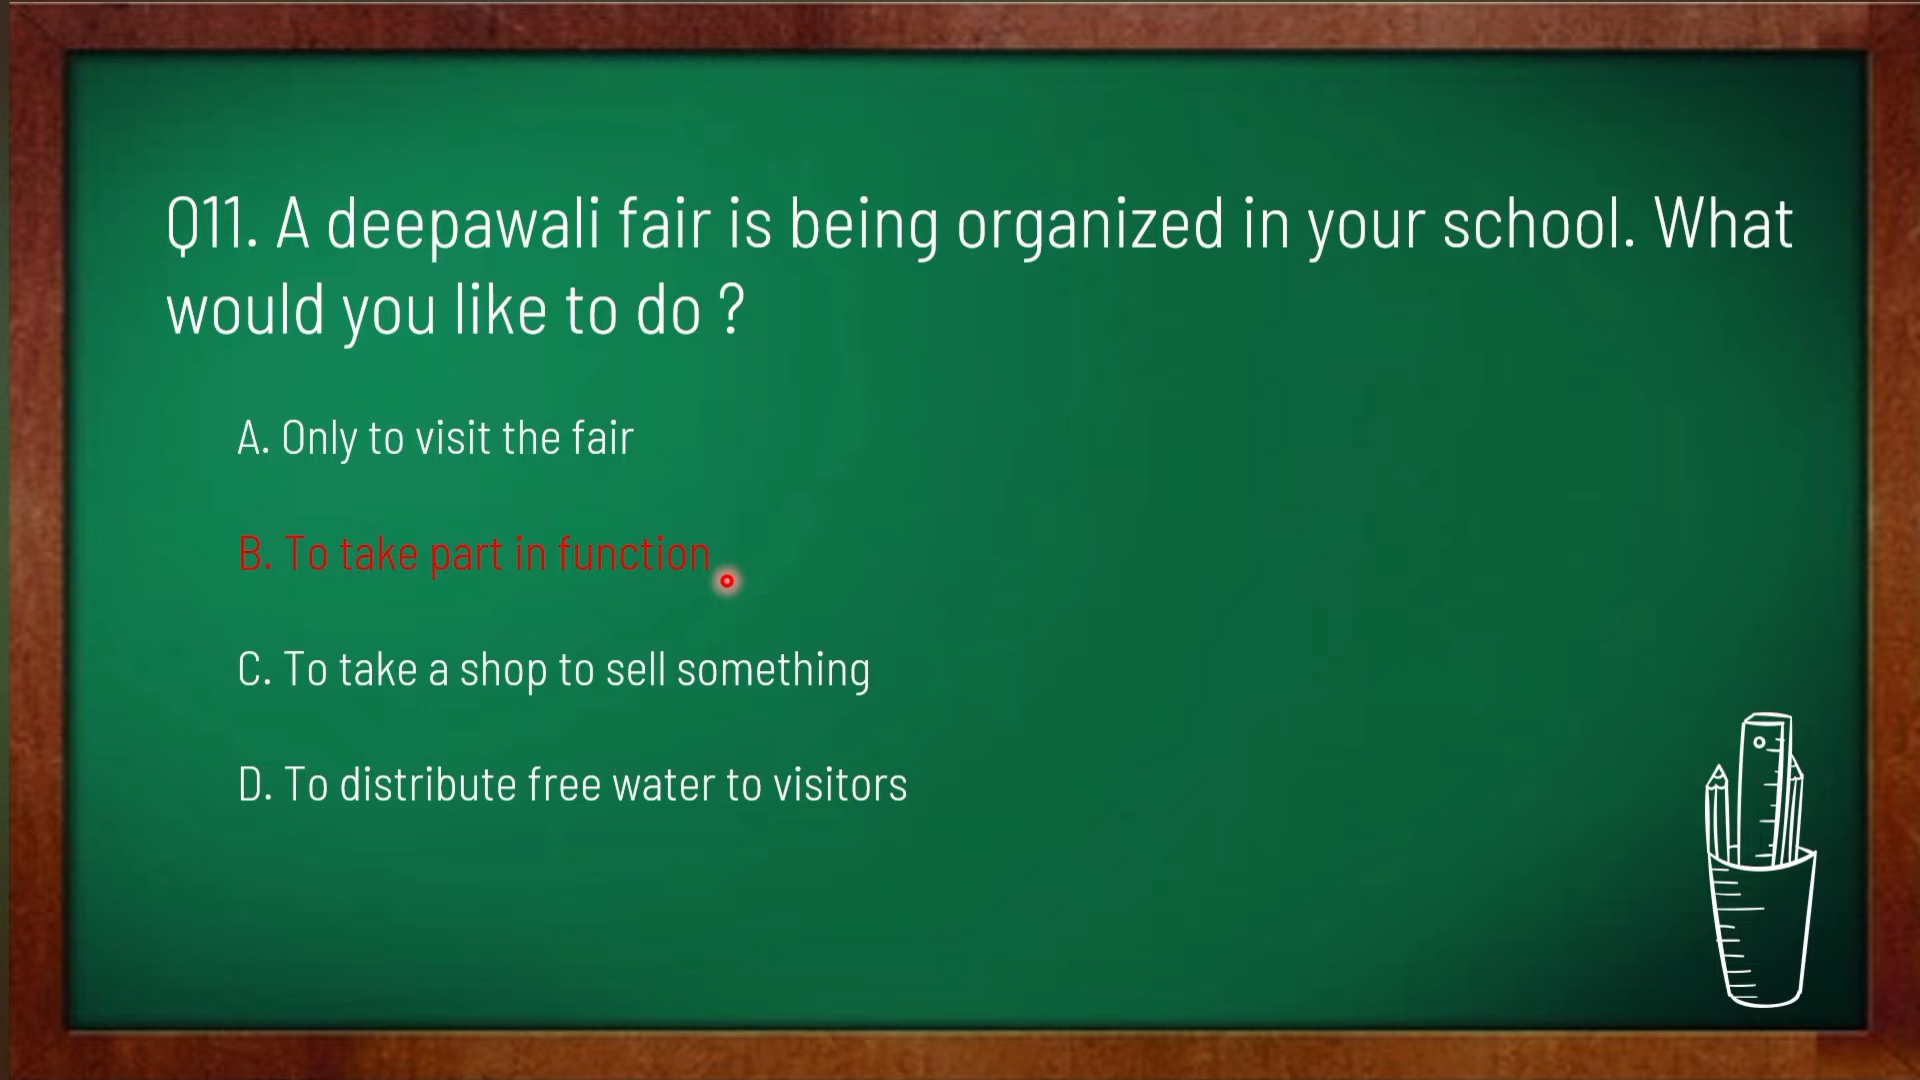 Q11. A deepawali fair is being organized in your school. What
would you like to do ?
A. Only to visit the fair
B. To take part in function
C. To take a shop to sell something
D. To distribute free water to visitors